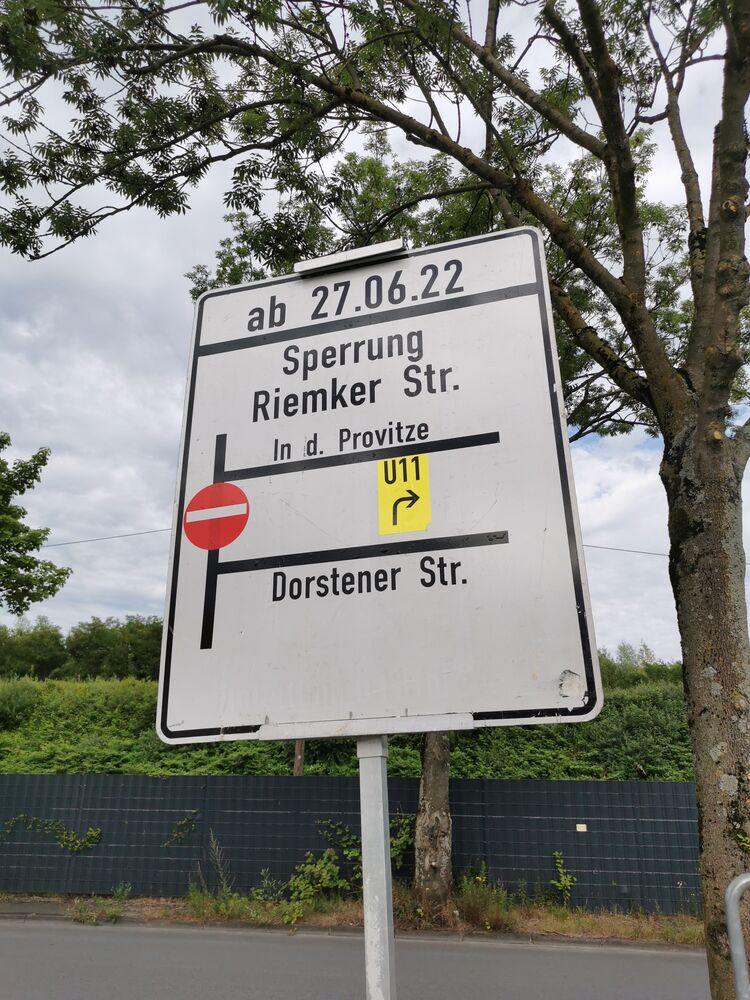 ab 27.06.22
Sperrung
Riemker Str.
In d. Provitze
U11
Dorstener Str.